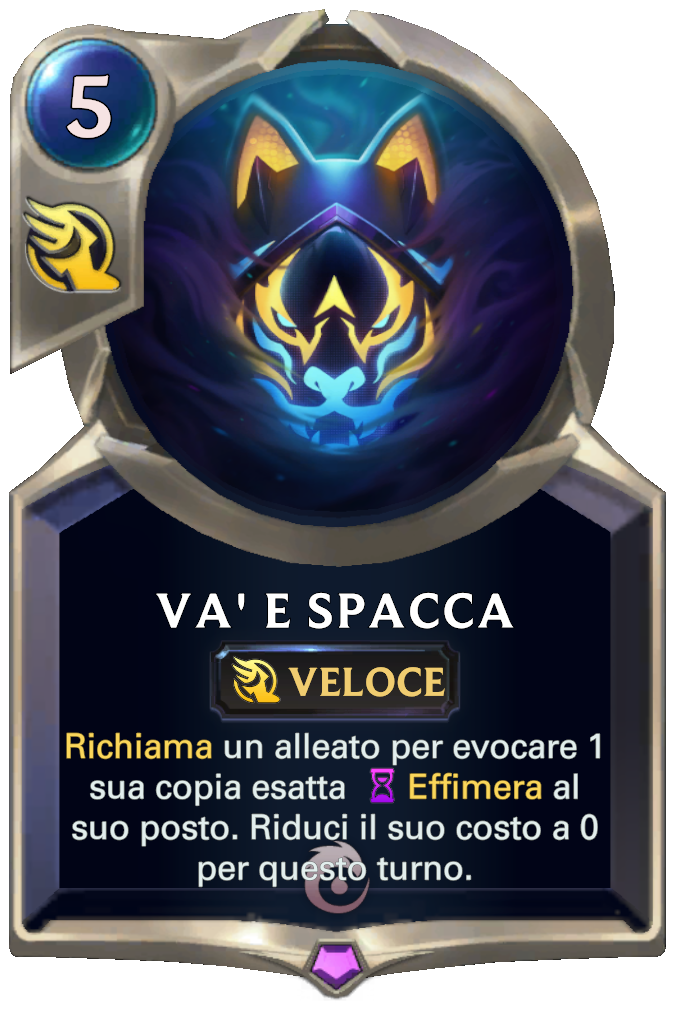 5
VA' E SPACCA
VELOCE
Richiama un alleato per evocare 1
sua copia esatta Effimera al
suo posto. Riduci il suo costo a 0
per questo turno.